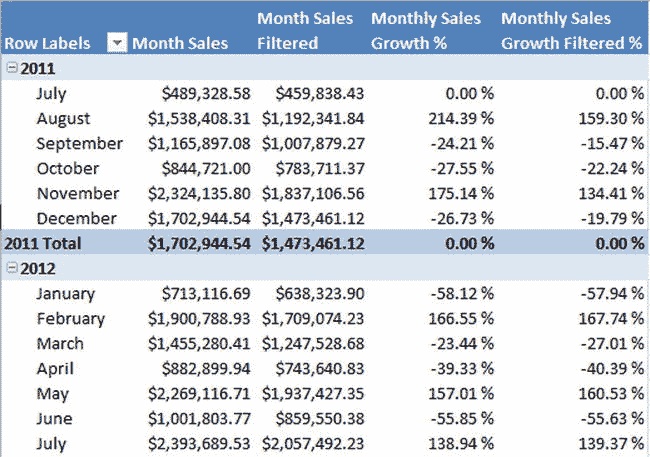 Row Labels Month Sales Month Sales Filtered Monthly Sales Growth % Monthly Sales Growth Filtered %
2011
July $489,328.58 $459,838.43 0.00 % 0.00 %
August $1,538,408.31 $1,192,341.84 214.39 % 159.30 %
September $1,165,897.08 $1,007,879.27 -24.21 % -15.47 %
October $844,721.00 $783,711.37 -27.55 % -22.24 %
November $2,324,135.80 $1,837,106.56 175.14 % 134.41 %
December $1,702,944.54 $1,473,461.12 -26.73 % -19.79 %
2011 Total $1,702,944.54 $1,473,461.12 0.00 % 0.00 %
2012
January $713,116.69 $638,323.90 -58.12 % -57.94 %
February $1,900,788.93 $1,709,074.23 166.55 % 167.74 %
March $1,455,280.41 $1,247,528.68 -23.44 % -27.01 %
April $882,899.94 $743,640.83 -39.33 % -40.39 %
May $2,269,116.71 $1,937,427.35 157.01 % 160.53 %
June $1,001,803.77 $859,550.38 -55.85 % -55.63 %
July $2,393,689.53 $2,057,492.23 138.94 % 139.37 %